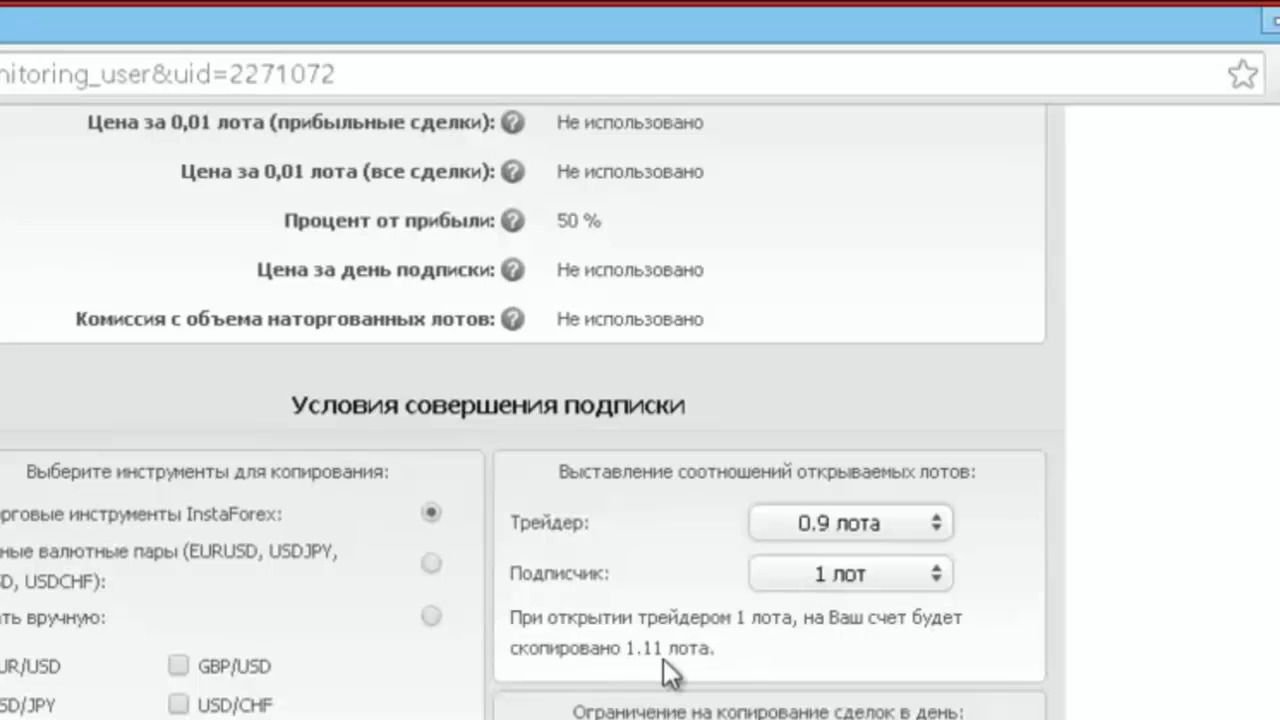 nitoring_user&uid=2271072
Цена за 0,01 лота (прибыльные сделки): ? Не использовано
Цена за 0,01 лота (все сделки): ? Не использовано
Процент от прибыли: ? 50 %
Цена за день подписки: ? Не использовано
Комиссия с объема наторгованных лотов: ? Не использовано
Условия совершения подписки
Выберите инструменты для копирования:
рговые инструменты InstaForex:
ные валютные пары (EURUSD, USDJPY,
D, USDCHF):
ть вручную:
UR/USD GBP/USD
SD/JPY USD/CHF
Выставление соотношений открываемых лотов:
Трейдер: 0.9 лота
Подписчик: 1 лот
При открытии трейдером 1 лота, на Ваш счет будет
скопировано 1.11 лота.
Ограничение на копирование сделок в день: